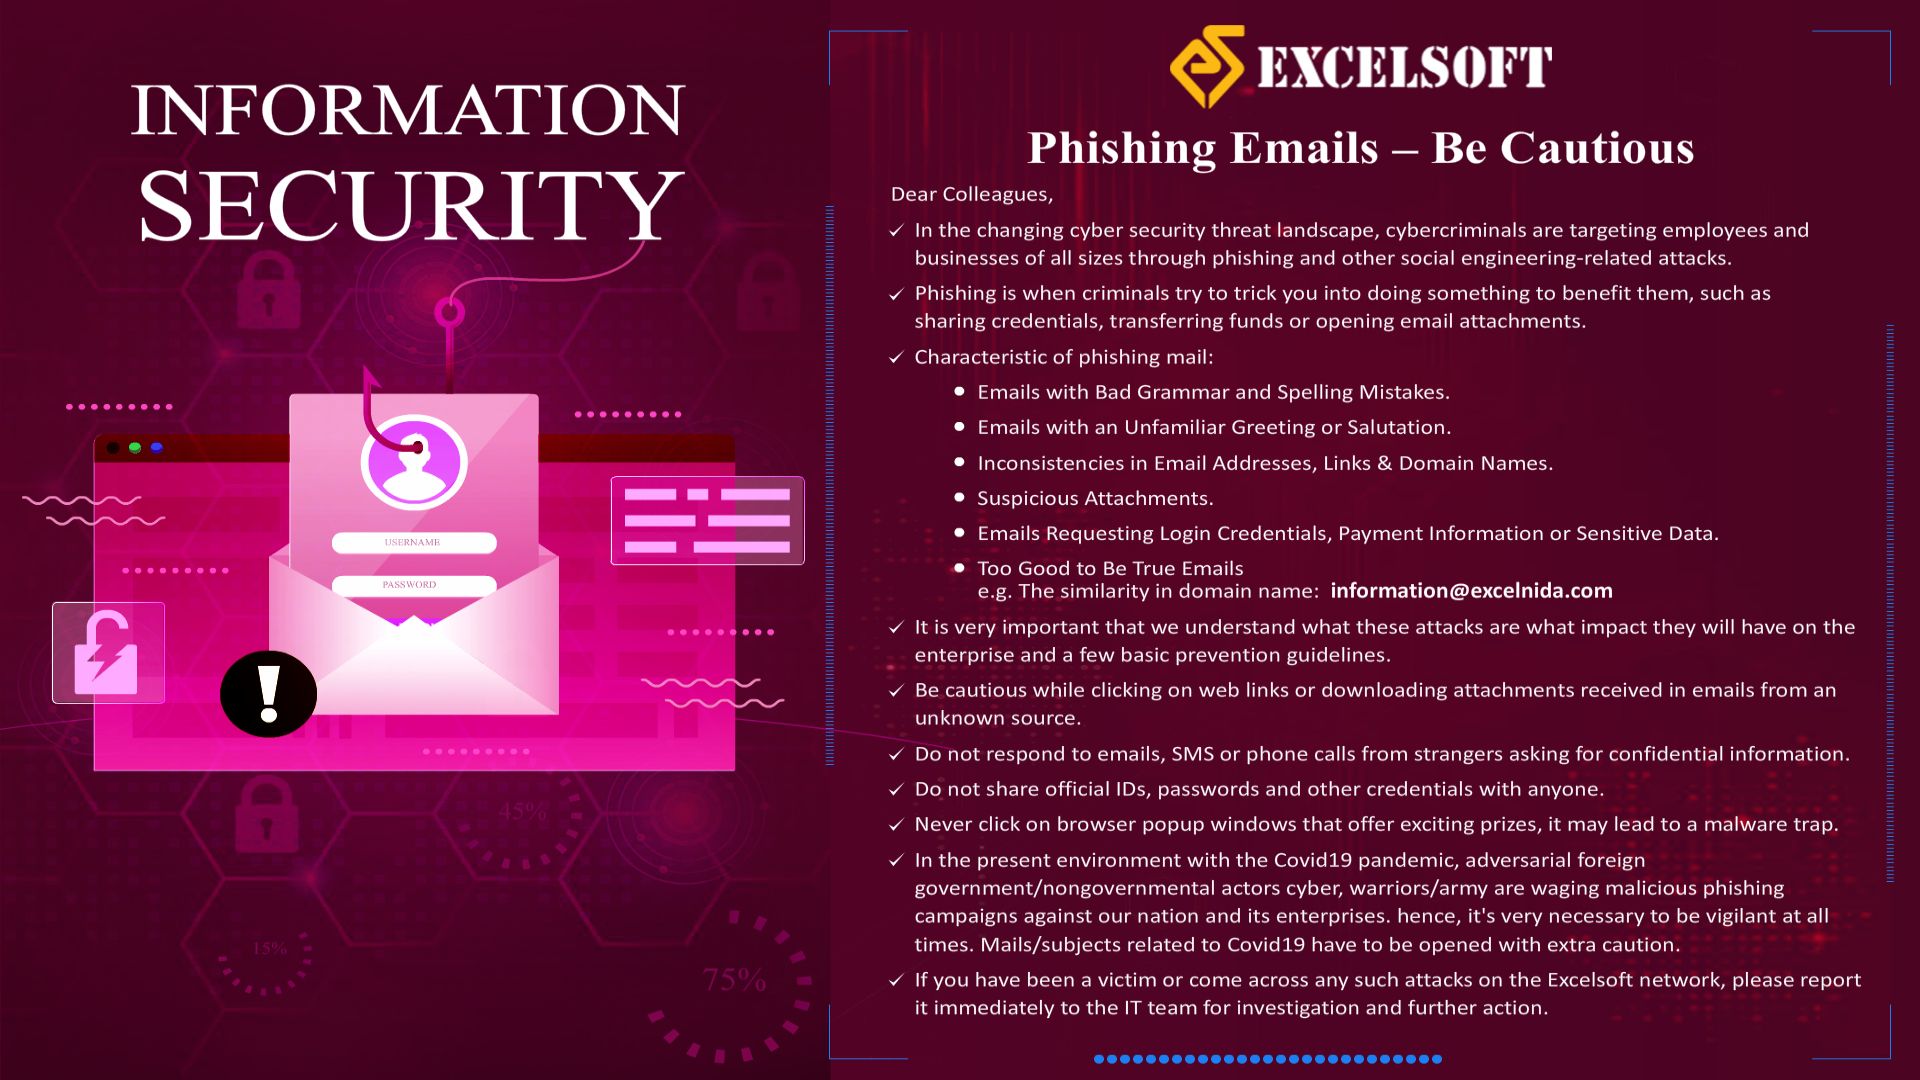 INFORMATION
SECURITY
USERNAME
PASSWORD
45%
15%
75%
EXCELSOFT
Phishing Emails – Be Cautious
Dear Colleagues,
✓ In the changing cyber security threat landscape, cybercriminals are targeting employees and
businesses of all sizes through phishing and other social engineering-related attacks.
✓ Phishing is when criminals try to trick you into doing something to benefit them, such as
sharing credentials, transferring funds or opening email attachments.
✓ Characteristic of phishing mail:
• Emails with Bad Grammar and Spelling Mistakes.
• Emails with an Unfamiliar Greeting or Salutation.
• Inconsistencies in Email Addresses, Links & Domain Names.
• Suspicious Attachments.
• Emails Requesting Login Credentials, Payment Information or Sensitive Data.
• Too Good to Be True Emails
e.g. The similarity in domain name: information@excelnida.com
✓ It is very important that we understand what these attacks are what impact they will have on the
enterprise and a few basic prevention guidelines.
✓ Be cautious while clicking on web links or downloading attachments received in emails from an
unknown source.
✓ Do not respond to emails, SMS or phone calls from strangers asking for confidential information.
✓ Do not share official IDs, passwords and other credentials with anyone.
✓ Never click on browser popup windows that offer exciting prizes, it may lead to a malware trap.
✓ In the present environment with the Covid19 pandemic, adversarial foreign
government/nongovernmental actors cyber, warriors/army are waging malicious phishing
campaigns against our nation and its enterprises. hence, it's very necessary to be vigilant at all
times. Mails/subjects related to Covid19 have to be opened with extra caution.
✓ If you have been a victim or come across any such attacks on the Excelsoft network, please report
it immediately to the IT team for investigation and further action.